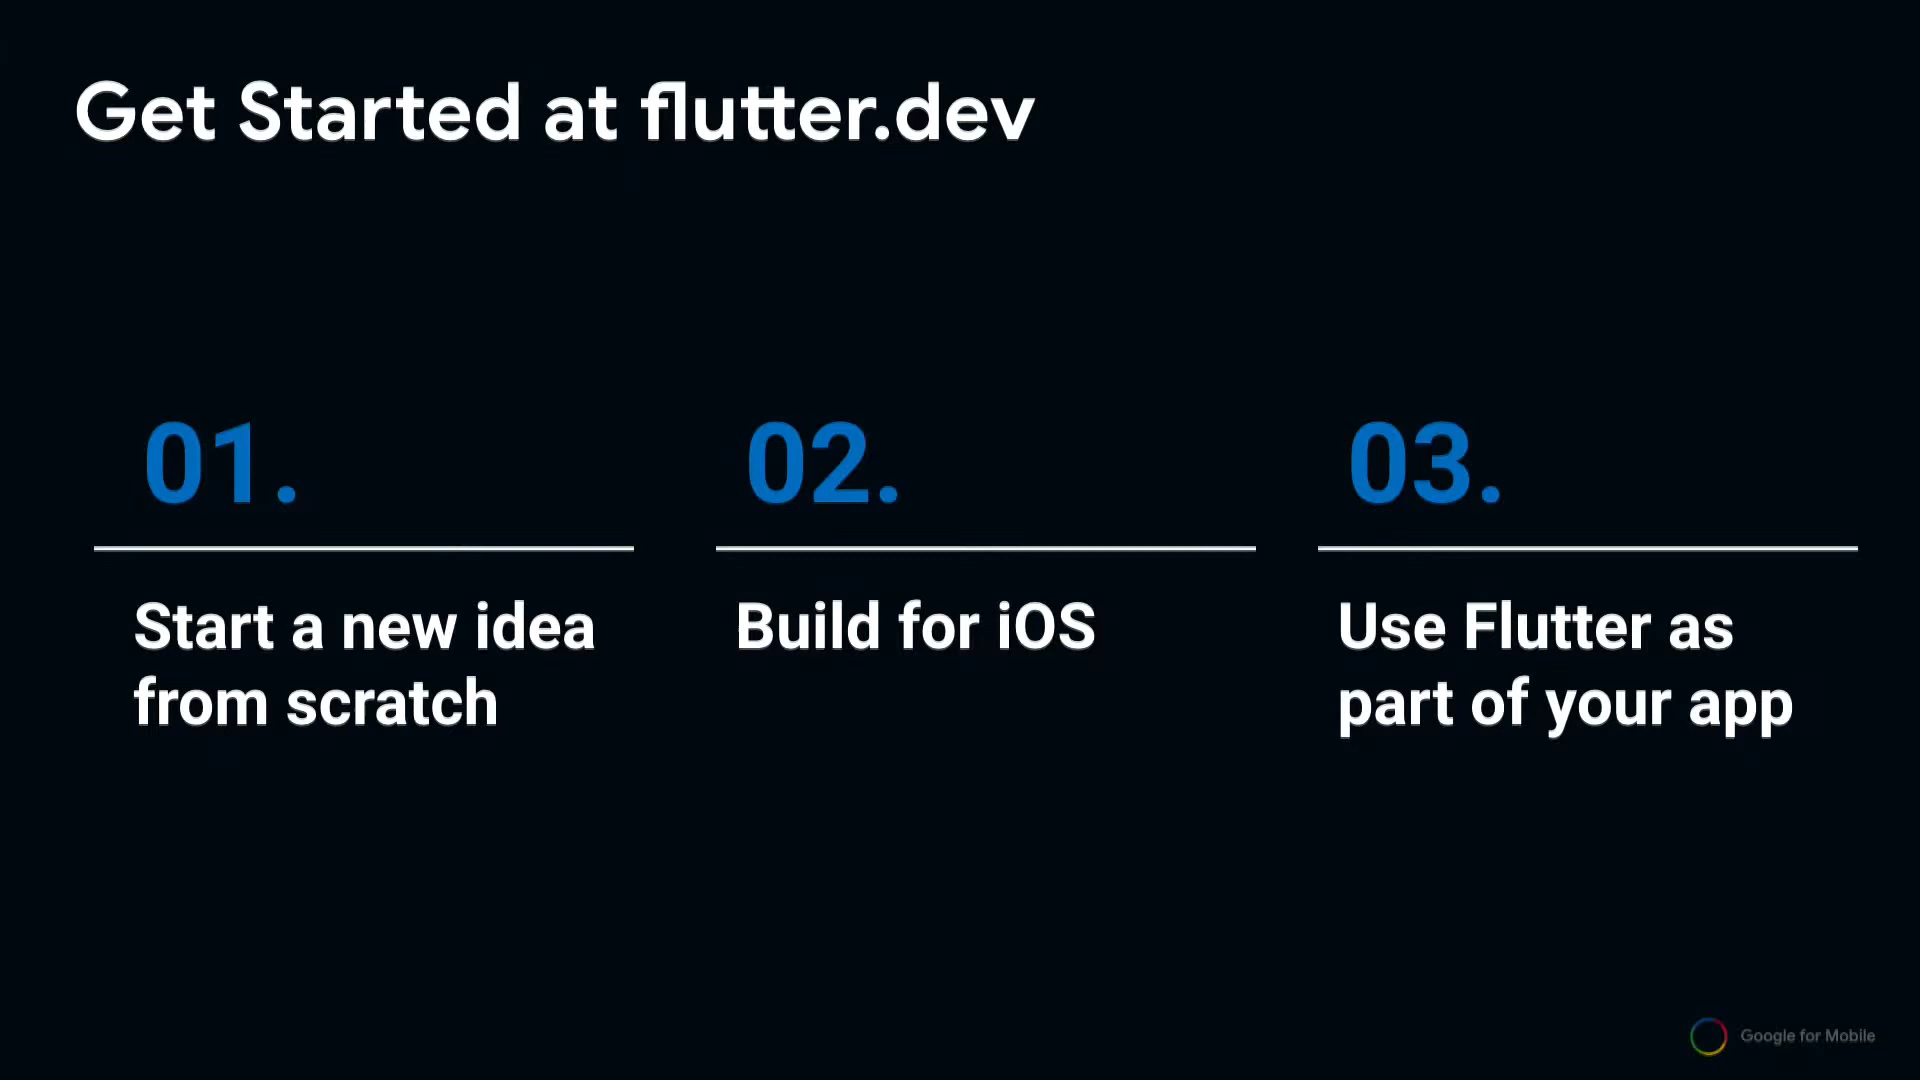 Get Started at flutter.dev
01.
Start a new idea
from scratch
02.
Build for iOS
03.
Use Flutter as
part of your app
Google for Mobile